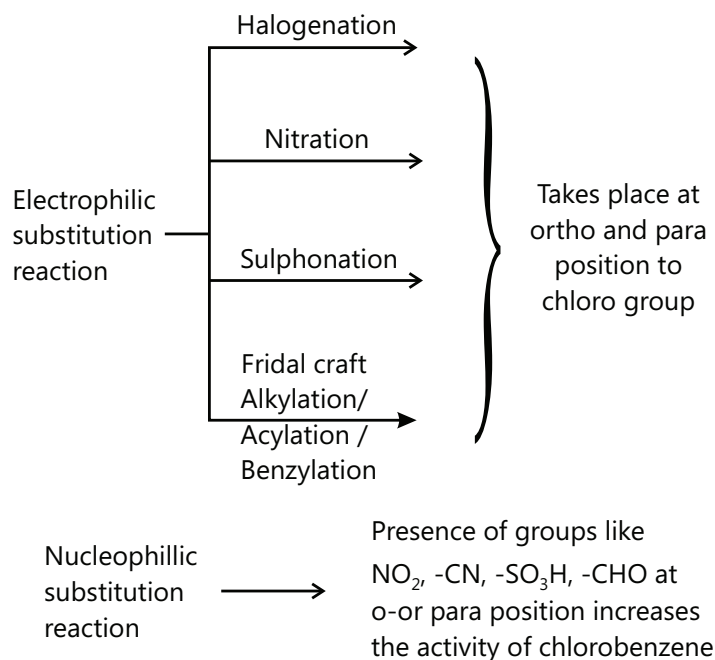 Halogenation
Nitration
Electrophilic
substitution
reaction
Sulphonation
Fridal craft
Alkylation/
Acylation /
Benzylation
Takes place at
ortho and para
position to
chloro group
Nucleophillic
substitution
reaction
Presence of groups like
NO₂, -CN, -SO₃H, -CHO at
o-or para position increases
the activity of chlorobenzene